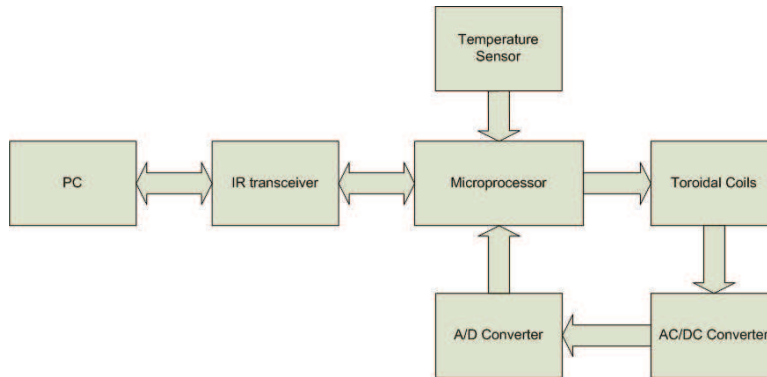 Temperature
Sensor
PC
IR transceiver
Microprocessor
Toroidal Coils
A/D Converter
AC/DC Converter